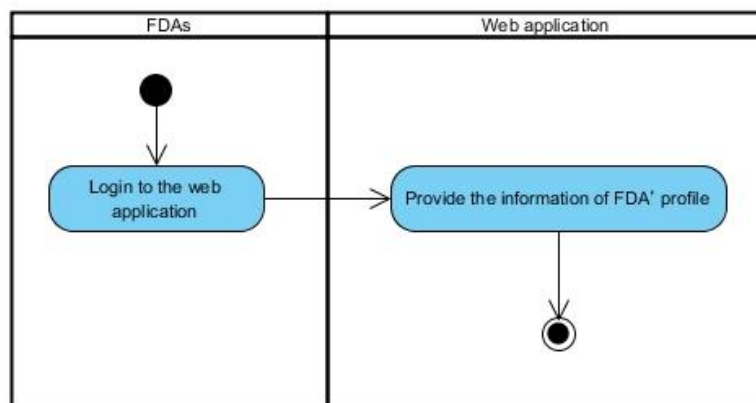 FDAs
Web application
Login to the web
application
Provide the information of FDA' profile